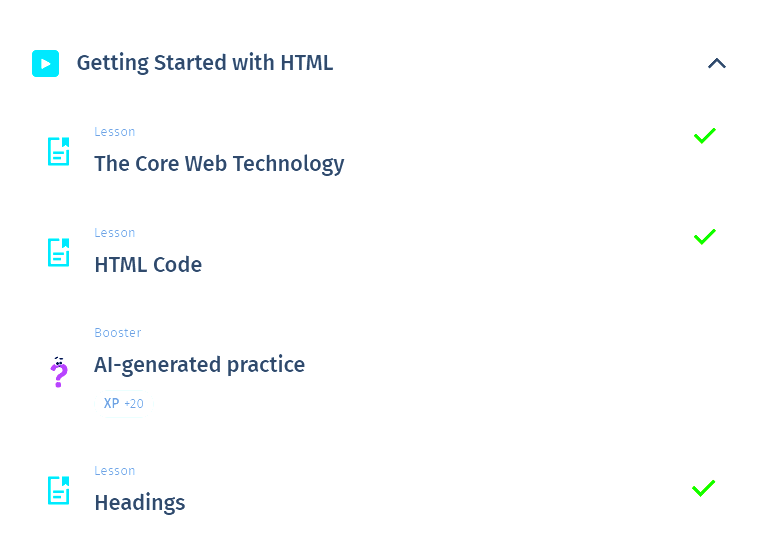 Getting Started with HTML
Lesson
The Core Web Technology
Lesson
HTML Code
Booster
AI-generated practice
XP +20
Lesson
Headings